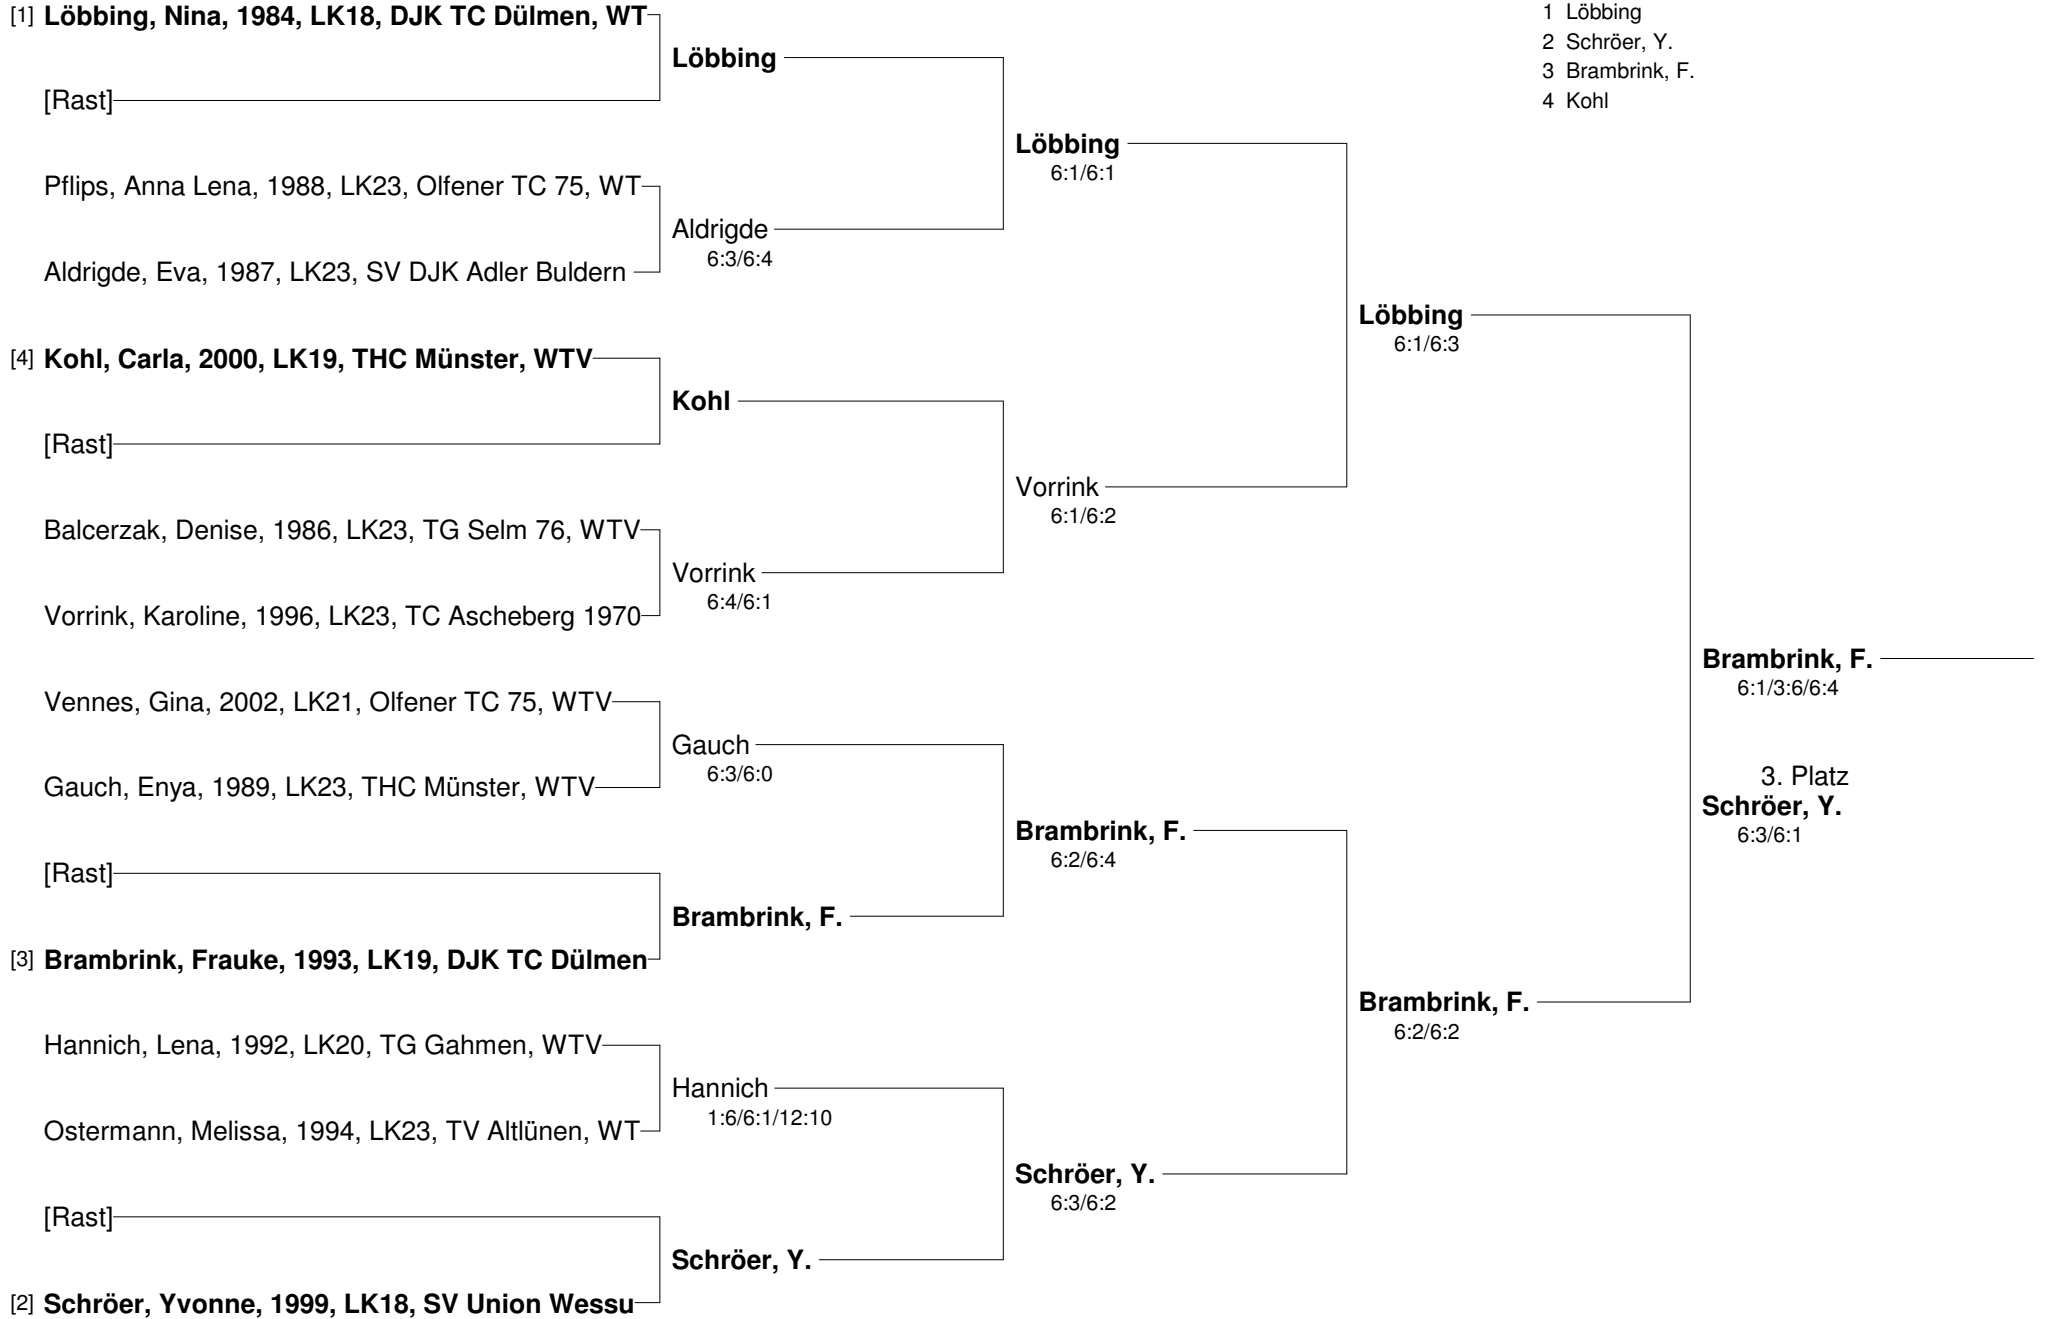 [1] Löbbing, Nina, 1984, LK18, DJK TC Dülmen, WT
[Rast]
Pflips, Anna Lena, 1988, LK23, Olfener TC 75, WT
Aldrigde, Eva, 1987, LK23, SV DJK Adler Buldern
[4] Kohl, Carla, 2000, LK19, THC Münster, WTV
[Rast]
Balcerzak, Denise, 1986, LK23, TG Selm 76, WTV
Vorrink, Karoline, 1996, LK23, TC Ascheberg 1970
Vennes, Gina, 2002, LK21, Olfener TC 75, WTV
Gauch, Enya, 1989, LK23, THC Münster, WTV
[Rast]
[3] Brambrink, Frauke, 1993, LK19, DJK TC Dülmen
Hannich, Lena, 1992, LK20, TG Gahmen, WTV
Ostermann, Melissa, 1994, LK23, TV Altlünen, WT
[Rast]
[2] Schröer, Yvonne, 1999, LK18, SV Union Wessu
Löbbing
Aldrigde
6:3/6:4
Kohl
Vorrink
6:4/6:1
Gauch
6:3/6:0
Brambrink, F.
Hannich
1:6/6:1/12:10
Schröer, Y.
Löbbing
6:1/6:1
Vorrink
6:1/6:2
Brambrink, F.
6:2/6:4
Schröer, Y.
6:3/6:2
Löbbing
6:1/6:3
Brambrink, F.
6:2/6:2
Brambrink, F.
6:1/3:6/6:4
3. Platz
Schröer, Y.
6:3/6:1
1 Löbbing
2 Schröer, Y.
3 Brambrink, F.
4 Kohl